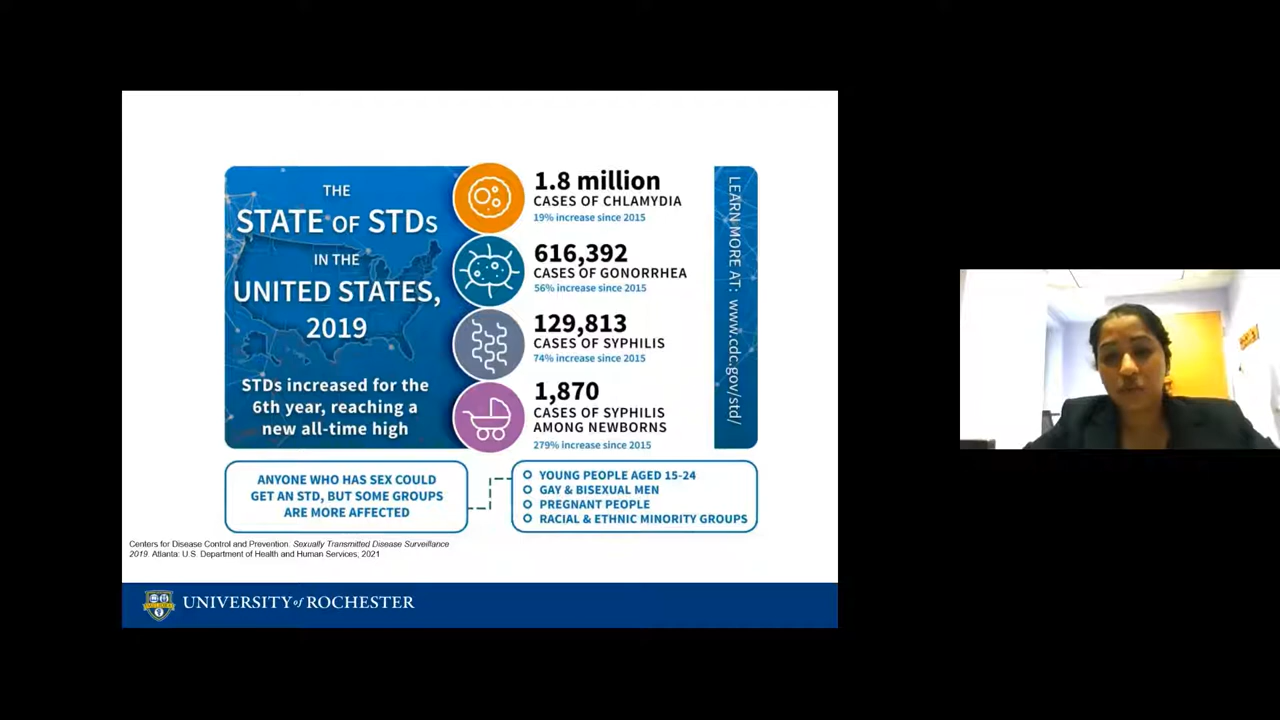 THE
STATE OF STDs
IN THE
UNITED STATES,
2019
STDs increased for the
6th year, reaching a
new all-time high
1.8 million
CASES OF CHLAMYDIA
19% increase since 2015
616,392
CASES OF GONORRHEA
56% increase since 2015
129,813
CASES OF SYPHILIS
74% increase since 2015
1,870
CASES OF SYPHILIS
AMONG NEWBORNS
279% increase since 2015
LEARN MORE AT: www.cdc.gov/std/
ANYONE WHO HAS SEX COULD
GET AN STD, BUT SOME GROUPS
ARE MORE AFFECTED
YOUNG PEOPLE AGED 15-24
GAY & BISEXUAL MEN
PREGNANT PEOPLE
RACIAL & ETHNIC MINORITY GROUPS
Centers for Disease Control and Prevention. Sexually Transmitted Disease Surveillance
2019. Atlanta: U.S. Department of Health and Human Services; 2021
UNIVERSITY of ROCHESTER